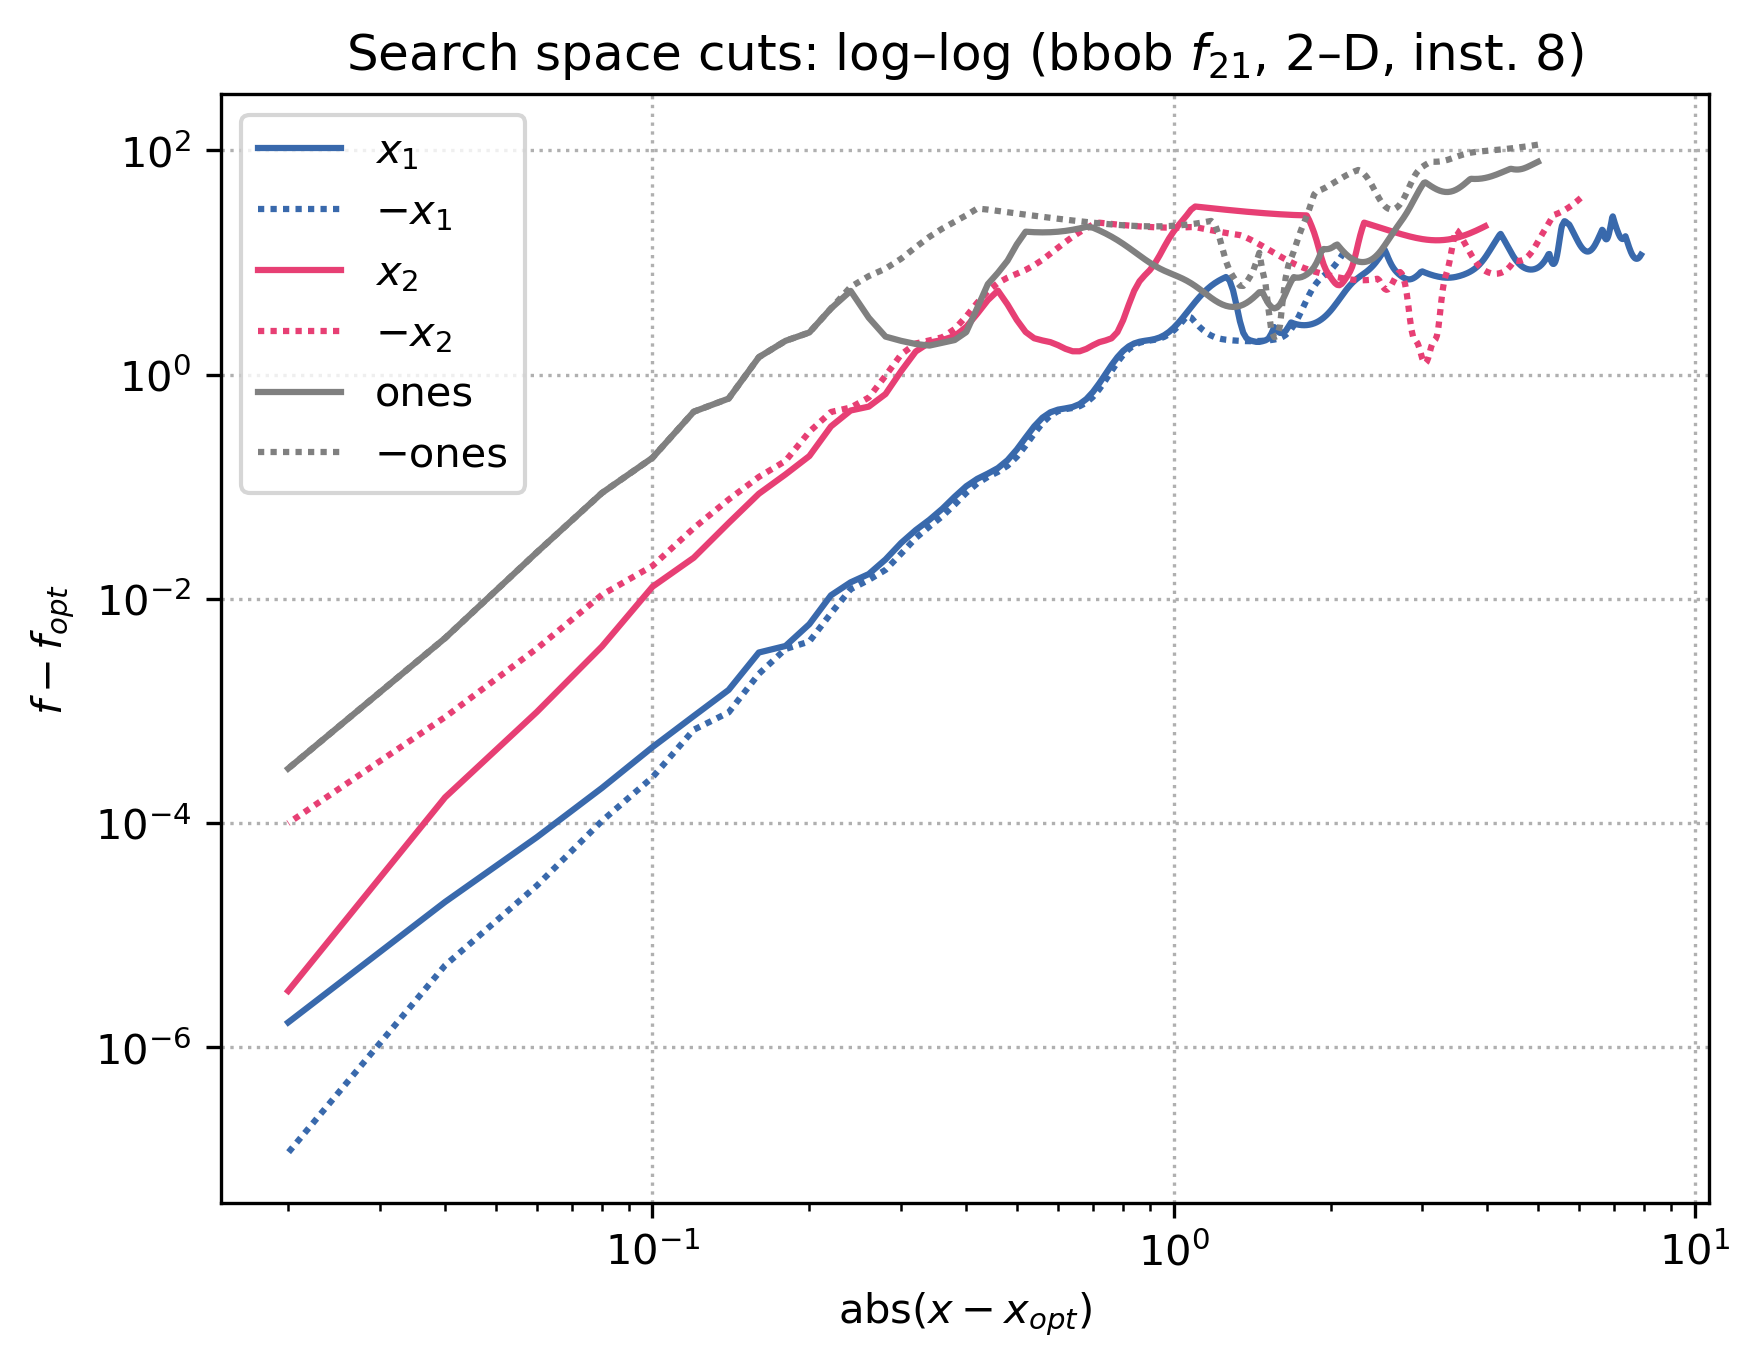 Search space cuts: log–log (bbob f21, 2–D, inst. 8)
x1
−x1
x2
−x2
ones
−ones
10^2
10^0
10^−2
10^−4
10^−6
f − fopt
10^−1
10^0
10^1
abs(x − xopt)